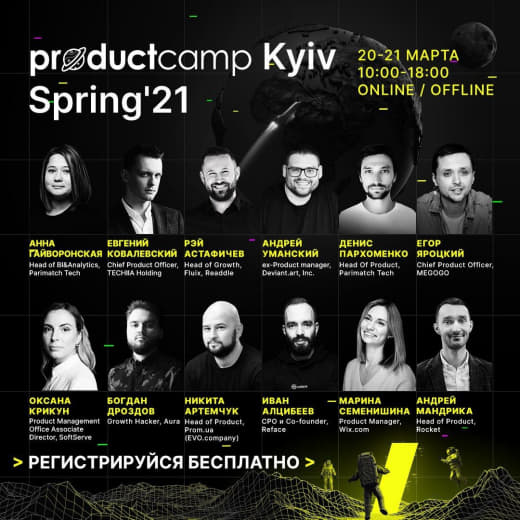 productcamp Kyiv
Spring'21
20-21 МАРТА
10:00-18:00
ONLINE / OFFLINE
АННА
ГАЙВОРОНСКАЯ
Head of BI&Analytics,
Parimatch Tech
ЕВГЕНИЙ
КОВАЛЕВСКИЙ
Chief Product Officer,
TECHIIA Holding
РЭЙ
АСТАФИЧЕВ
Head of Growth,
Fluix, Readdle
АНДРЕЙ
УМАНСКИЙ
ex-Product manager,
Deviant.art, Inc.
ДЕНИС
ПАРХОМЕНКО
Head Of Product,
Parimatch Tech
ЕГОР
ЯРОЦКИЙ
Chief Product Officer,
MEGOGO
ОКСАНА
КРИКУН
Product Management
Office Associate
Director, SoftServe
БОГДАН
ДРОЗДОВ
Growth Hacker, Aura
НИКИТА
АРТЕМЧУК
Head of Product,
Prom.ua
(EVO.company)
ИВАН
АЛЦИБЕЕВ
CPO и Co-founder,
Reface
МАРИНА
СЕМЕНИШИНА
Product Manager,
Wix.com
АНДРЕЙ
МАНДРИКА
Head of Product,
Rocket
> РЕГИСТРИРУЙСЯ БЕСПЛАТНО >